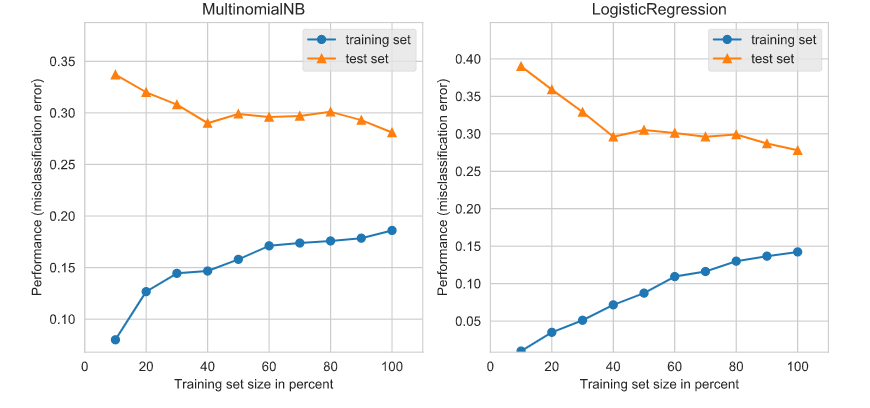 MultinomialNB
training set
test set
Performance (misclassification error)
0.35
0.30
0.25
0.20
0.15
0.10
0 20 40 60 80 100
Training set size in percent
LogisticRegression
training set
test set
Performance (misclassification error)
0.40
0.35
0.30
0.25
0.20
0.15
0.10
0.05
0 20 40 60 80 100
Training set size in percent